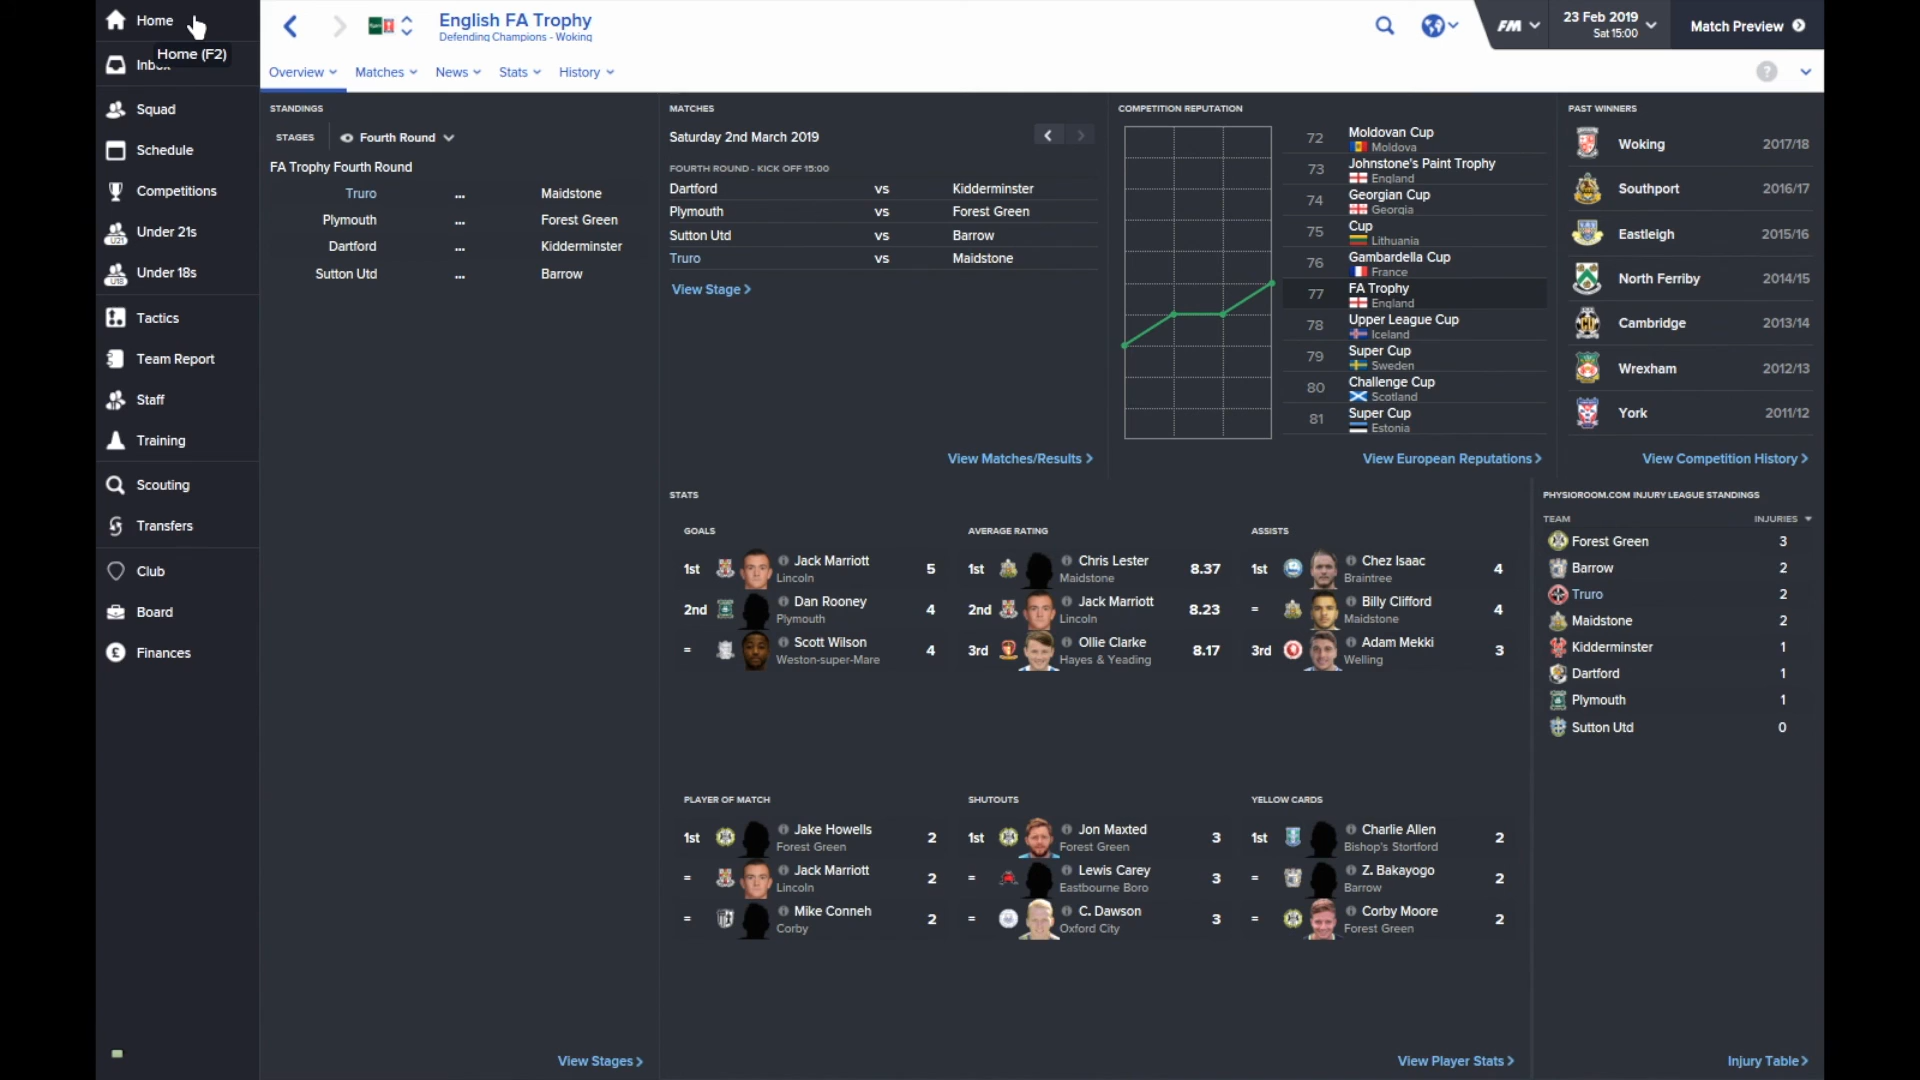 Home
Home (F2)
Inbox
Squad
Schedule
Competitions
Under 21s
Under 18s
Tactics
Team Report
Staff
Training
Scouting
Transfers
Club
Board
Finances
English FA Trophy
Defending Champions - Woking
FM
23 Feb 2019
Sat 15:00
Match Preview
Overview
Matches
News
Stats
History
?
STANDINGS
STAGES
Fourth Round
FA Trophy Fourth Round
Truro ... Maidstone
Plymouth ... Forest Green
Dartford ... Kidderminster
Sutton Utd ... Barrow
View Stages >
MATCHES
Saturday 2nd March 2019
FOURTH ROUND - KICK OFF 15:00
Dartford vs Kidderminster
Plymouth vs Forest Green
Sutton Utd vs Barrow
Truro vs Maidstone
View Stage >
View Matches/Results >
COMPETITION REPUTATION
72 Moldovan Cup
Moldova
73 Johnstone's Paint Trophy
England
74 Georgian Cup
Georgia
75 Cup
Lithuania
76 Gambardella Cup
France
77 FA Trophy
England
78 Upper League Cup
Iceland
79 Super Cup
Sweden
80 Challenge Cup
Scotland
81 Super Cup
Estonia
View European Reputations >
PAST WINNERS
Woking 2017/18
Southport 2016/17
Eastleigh 2015/16
North Ferriby 2014/15
Cambridge 2013/14
Wrexham 2012/13
York 2011/12
View Competition History >
STATS
GOALS
1st Jack Marriott 5
Lincoln
2nd Dan Rooney 4
Plymouth
= Scott Wilson 4
Weston-super-Mare
AVERAGE RATING
1st Chris Lester 8.37
Maidstone
2nd Jack Marriott 8.23
Lincoln
3rd Ollie Clarke 8.17
Hayes & Yeading
ASSISTS
1st Chez Isaac 4
Braintree
= Billy Clifford 4
Maidstone
3rd Adam Mekki 3
Welling
PLAYER OF MATCH
1st Jake Howells 2
Forest Green
= Jack Marriott 2
Lincoln
= Mike Conneh 2
Corby
SHUTOUTS
1st Jon Maxted 3
Forest Green
= Lewis Carey 3
Eastbourne Boro
= C. Dawson 3
Oxford City
YELLOW CARDS
1st Charlie Allen 2
Bishop's Stortford
= Z. Bakayogo 2
Barrow
= Corby Moore 2
Forest Green
View Player Stats >
PHYSIOROOM.COM INJURY LEAGUE STANDINGS
TEAM INJURIES
Forest Green 3
Barrow 2
Truro 2
Maidstone 2
Kidderminster 1
Dartford 1
Plymouth 1
Sutton Utd 0
Injury Table >